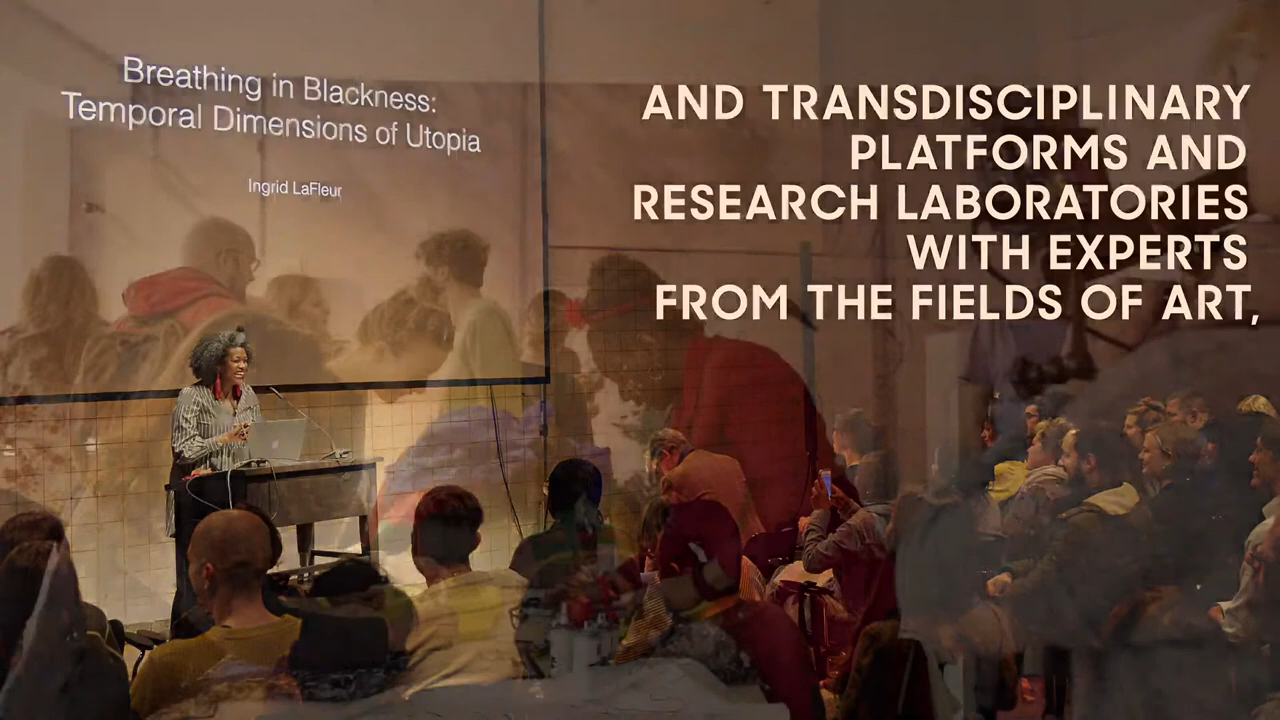 Breathing in Blackness:
Temporal Dimensions of Utopia
Ingrid LaFleur
AND TRANSDISCIPLINARY
PLATFORMS AND
RESEARCH LABORATORIES
WITH EXPERTS
FROM THE FIELDS OF ART,